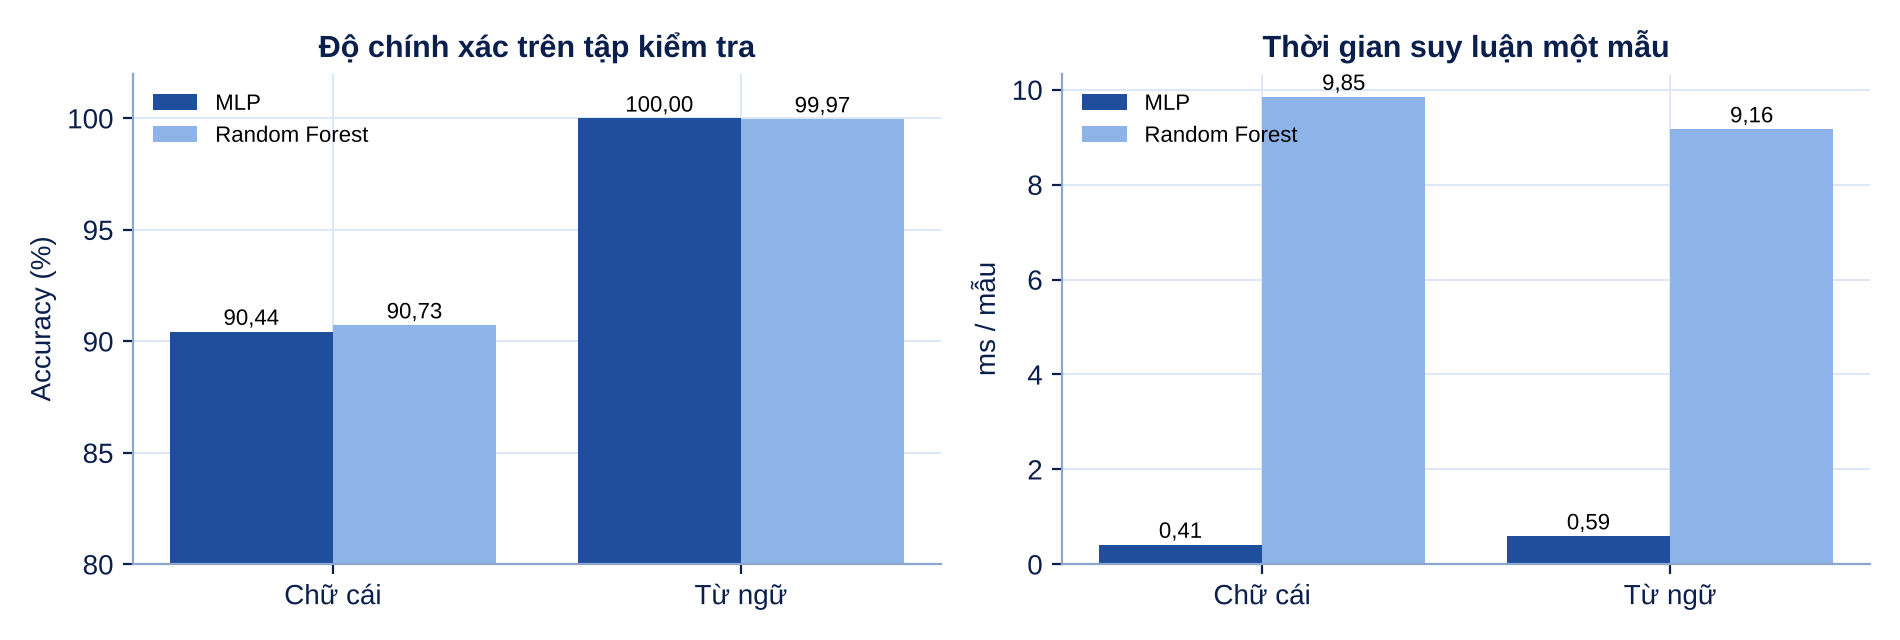 Độ chính xác trên tập kiểm tra
MLP
Random Forest
Accuracy (%)
100
95
90
85
80
90,44
90,73
100,00
99,97
Chữ cái
Từ ngữ
Thời gian suy luận một mẫu
MLP
Random Forest
ms / mẫu
10
8
6
4
2
0
0,41
9,85
0,59
9,16
Chữ cái
Từ ngữ